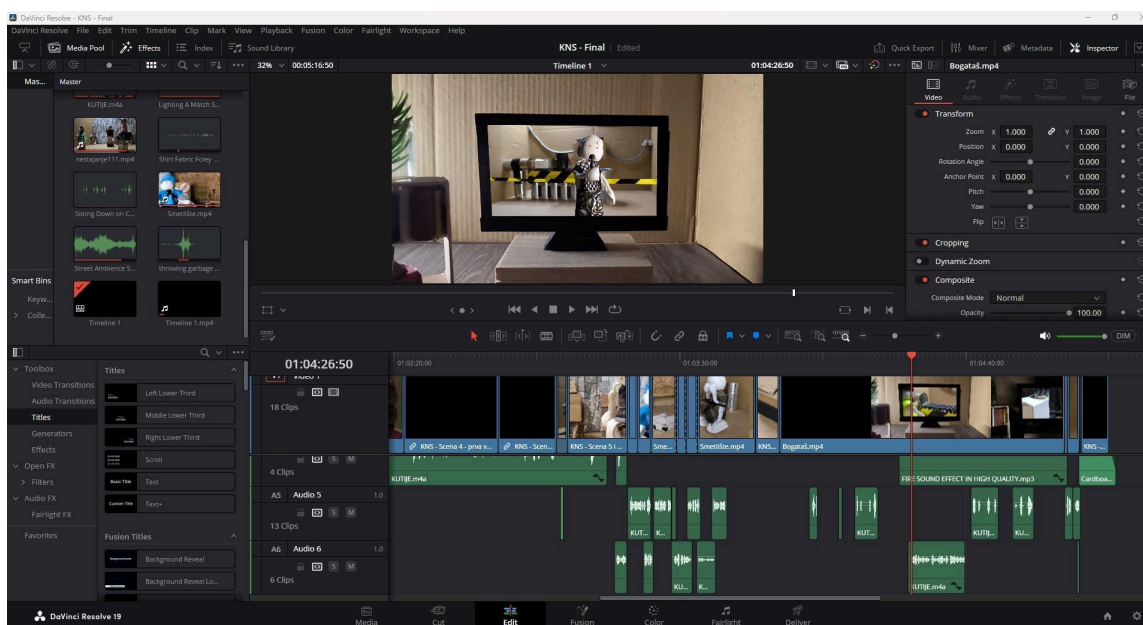 DaVinci Resolve - KNS - Final
DaVinci Resolve File Edit Trim Timeline Clip Mark View Playback Fusion Color Fairlight Workspace Help
Media Pool Effects Index Sound Library KNS - Final Edited Quick Export Mixer Metadata Inspector
32% 00:05:16:50 Timeline 1 01:04:26:50 Bogataš.mp4
Mas... Master
KUTIJE.m4a Lighting A Match S...
nestajanje111.mp4 Shirt Fabric Foley ...
Sitting Down on C... Smetlište.mp4
Street Ambience S... throwing garbage ...
Timeline 1 Timeline 1.mp4
Smart Bins
Keyw...
Colle...
Video Audio Effects Transition Image File
Transform
Zoom X 1.000 Y 1.000
Position X 0.000 Y 0.000
Rotation Angle 0.000
Anchor Point X 0.000 Y 0.000
Pitch 0.000
Yaw 0.000
Flip
Cropping
Dynamic Zoom
Composite
Composite Mode Normal
Opacity 100.00
DIM
Toolbox
Video Transitions
Audio Transitions
Titles
Generators
Effects
Open FX
Filters
Audio FX
Fairlight FX
Favorites
Titles
Left Lower Third
Middle Lower Third
Right Lower Third
Scroll
Basic Title Text
Custom Title Text+
Fusion Titles
Background Reveal
Background Reveal Lo...
01:04:26:50 01:02:20:00 01:03:30:00 01:04:40:00
V1 Video 1
18 Clips
KNS - Scena 4 - prva v... KNS - Scen... KNS - Scena 5 i ... Sme... Smetlište.mp4 KNS... Bogataš.mp4 KNS -...
S M
4 Clips
KUTIJE.m4a FIRE SOUND EFFECT IN HIGH QUALITY.mp3 Cardboa...
A5 Audio 5 1.0
S M
13 Clips
KUT... K... KUT... KUTIJ... KU...
A6 Audio 6 1.0
S M
6 Clips
KU... K... KUTIJE.m4a
DaVinci Resolve 19
Media Cut Edit Fusion Color Fairlight Deliver